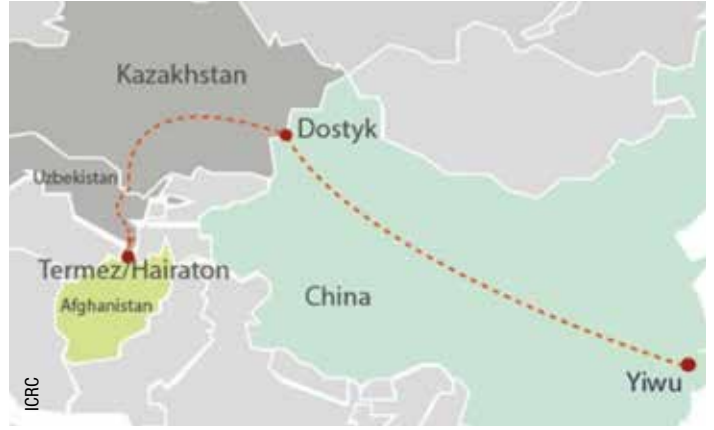 Kazakhstan
Dostyk
Uzbekistan
Termez/Hairaton
Afghanistan
China
Yiwu
ICRC